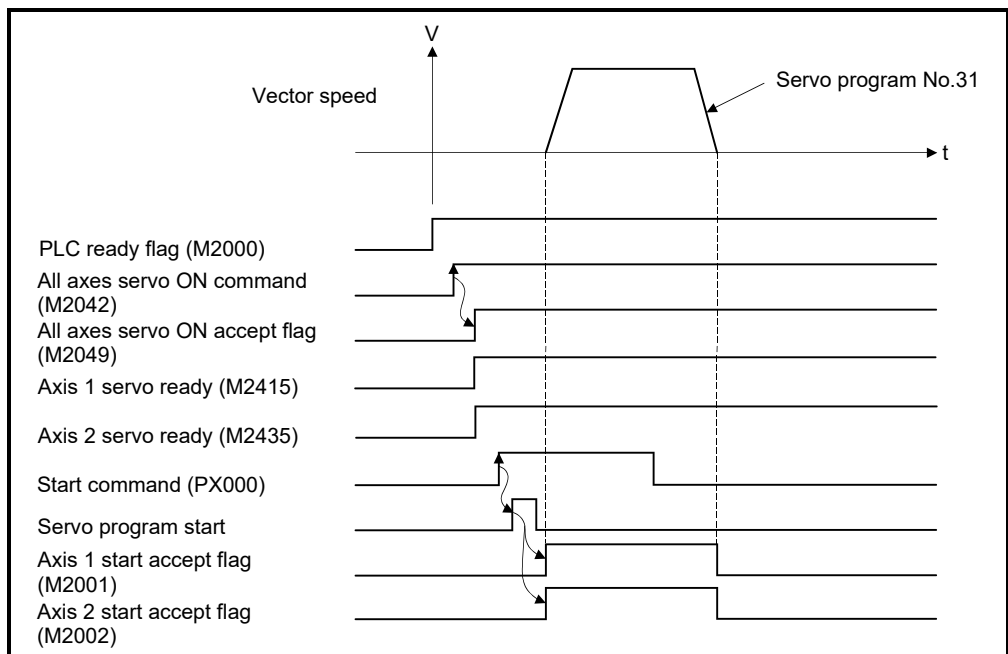 V
Vector speed
Servo program No.31
t
PLC ready flag (M2000)
All axes servo ON command
(M2042)
All axes servo ON accept flag
(M2049)
Axis 1 servo ready (M2415)
Axis 2 servo ready (M2435)
Start command (PX000)
Servo program start
Axis 1 start accept flag
(M2001)
Axis 2 start accept flag
(M2002)